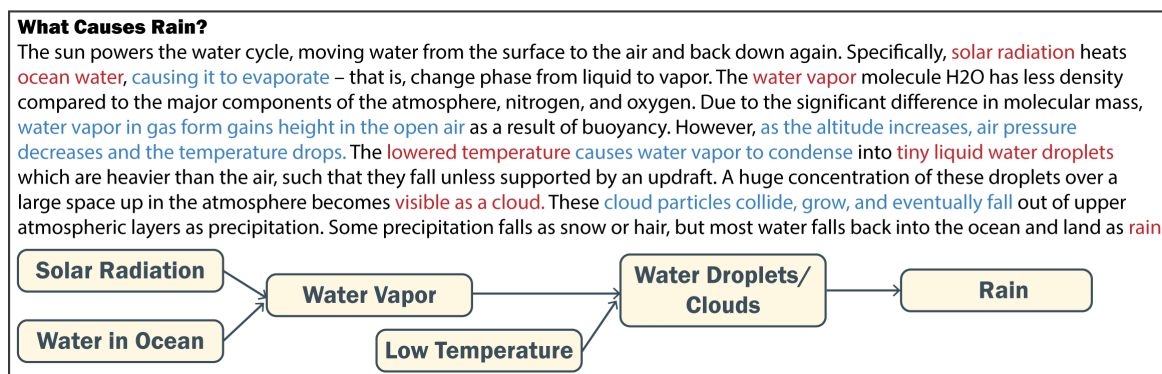 What Causes Rain?
The sun powers the water cycle, moving water from the surface to the air and back down again. Specifically, solar radiation heats
ocean water, causing it to evaporate – that is, change phase from liquid to vapor. The water vapor molecule H2O has less density
compared to the major components of the atmosphere, nitrogen, and oxygen. Due to the significant difference in molecular mass,
water vapor in gas form gains height in the open air as a result of buoyancy. However, as the altitude increases, air pressure
decreases and the temperature drops. The lowered temperature causes water vapor to condense into tiny liquid water droplets
which are heavier than the air, such that they fall unless supported by an updraft. A huge concentration of these droplets over a
large space up in the atmosphere becomes visible as a cloud. These cloud particles collide, grow, and eventually fall out of upper
atmospheric layers as precipitation. Some precipitation falls as snow or hair, but most water falls back into the ocean and land as rain
Solar Radiation
Water in Ocean
Water Vapor
Low Temperature
Water Droplets/
Clouds
Rain